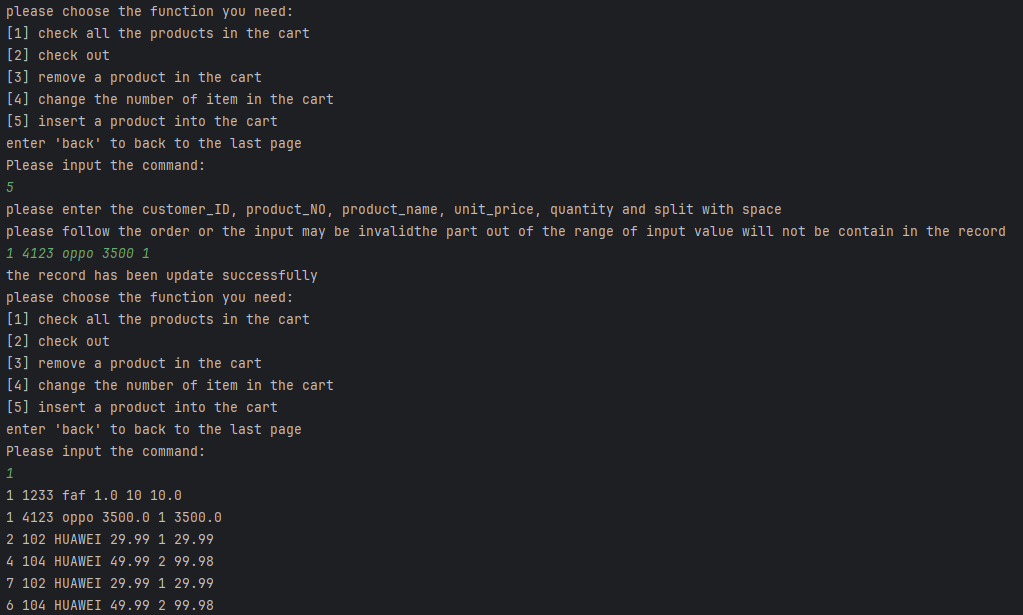 please choose the function you need:
[1] check all the products in the cart
[2] check out
[3] remove a product in the cart
[4] change the number of item in the cart
[5] insert a product into the cart
enter 'back' to back to the last page
Please input the command:
5
please enter the customer_ID, product_NO, product_name, unit_price, quantity and split with space
please follow the order or the input may be invalidthe part out of the range of input value will not be contain in the record
1 4123 oppo 3500 1
the record has been update successfully
please choose the function you need:
[1] check all the products in the cart
[2] check out
[3] remove a product in the cart
[4] change the number of item in the cart
[5] insert a product into the cart
enter 'back' to back to the last page
Please input the command:
1
1 1233 faf 1.0 10 10.0
1 4123 oppo 3500.0 1 3500.0
2 102 HUAWEI 29.99 1 29.99
4 104 HUAWEI 49.99 2 99.98
7 102 HUAWEI 29.99 1 29.99
6 104 HUAWEI 49.99 2 99.98